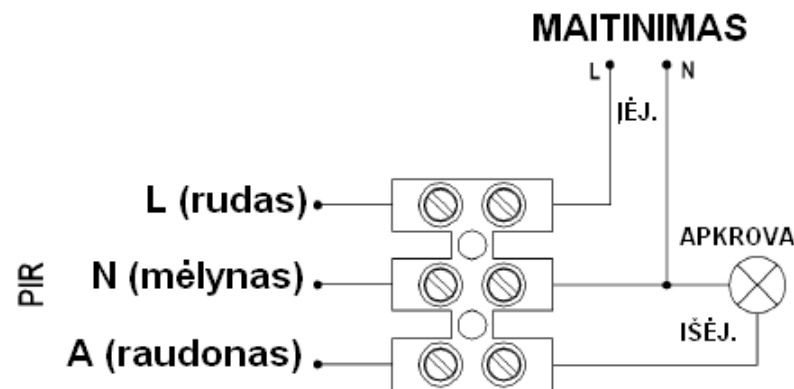 MAITINIMAS
L N
ĮĖJ.
L (rudas)
APKROVA
PIR
N (mėlynas)
IŠĖJ.
A (raudonas)